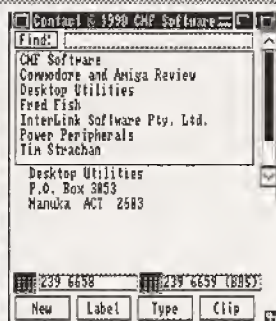 Contact © 1990 CMF Software
Find:
CMF Software
Commodore and Amiga Review
Desktop Utilities
Fred Fish
InterLink Software Pty. Ltd.
Power Peripherals
Tim Strachan
Desktop Utilities
P.O. Box 3053
Manuka ACT 2603
239 6658
239 6659 (BBS)
New
Label
Type
Clip